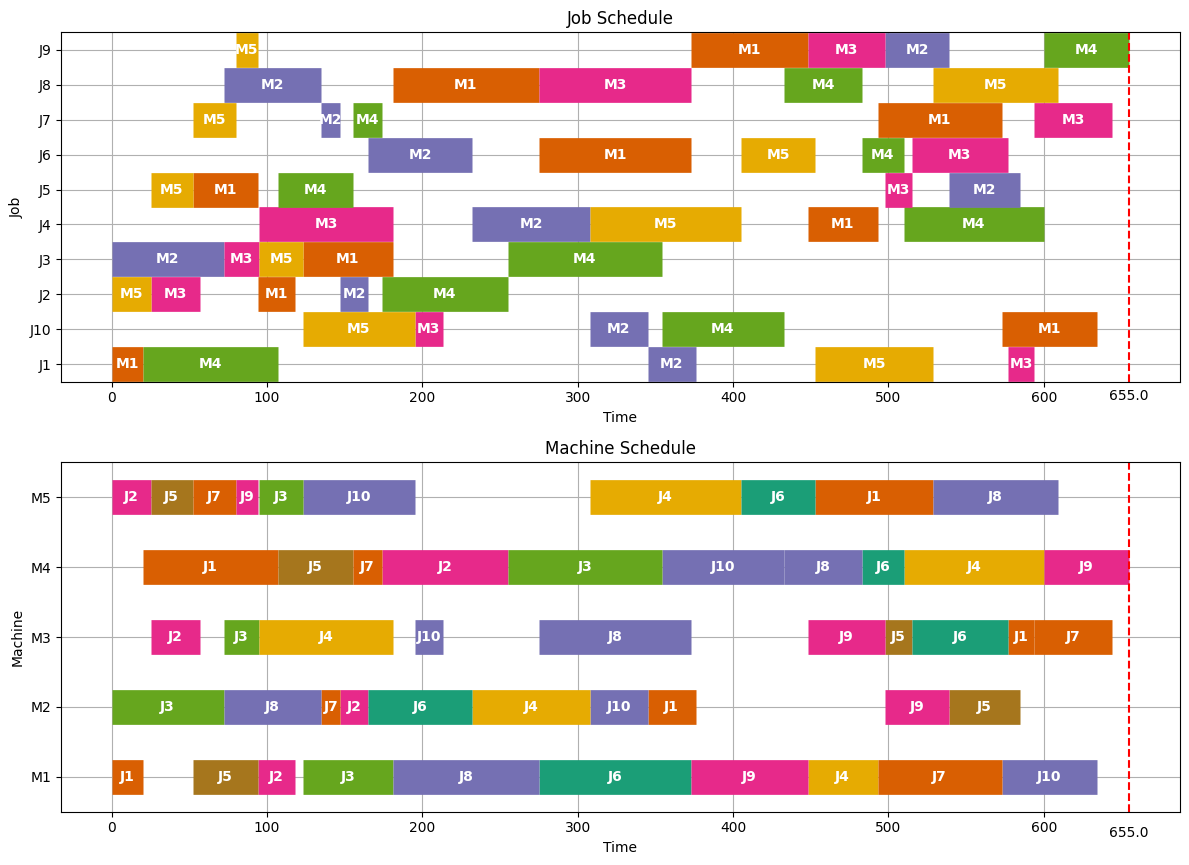 Job Schedule
J9 M5 M1 M3 M2 M4
J8 M2 M1 M3 M4 M5
J7 M5 M2 M4 M1 M3
J6 M2 M1 M5 M4 M3
J5 M5 M1 M4 M3 M2
J4 M3 M2 M5 M1 M4
J3 M2 M3 M5 M1 M4
J2 M5 M3 M1 M2 M4
J10 M5 M3 M2 M4 M1
J1 M1 M4 M2 M5 M3
Job
0 100 200 300 400 500 600 655.0
Time
Machine Schedule
M5 J2 J5 J7 J9 J3 J10 J4 J6 J1 J8
M4 J1 J5 J7 J2 J3 J10 J8 J6 J4 J9
M3 J2 J3 J4 J10 J8 J9 J5 J6 J1 J7
M2 J3 J8 J7 J2 J6 J4 J10 J1 J9 J5
M1 J1 J5 J2 J3 J8 J6 J9 J4 J7 J10
Machine
0 100 200 300 400 500 600 655.0
Time